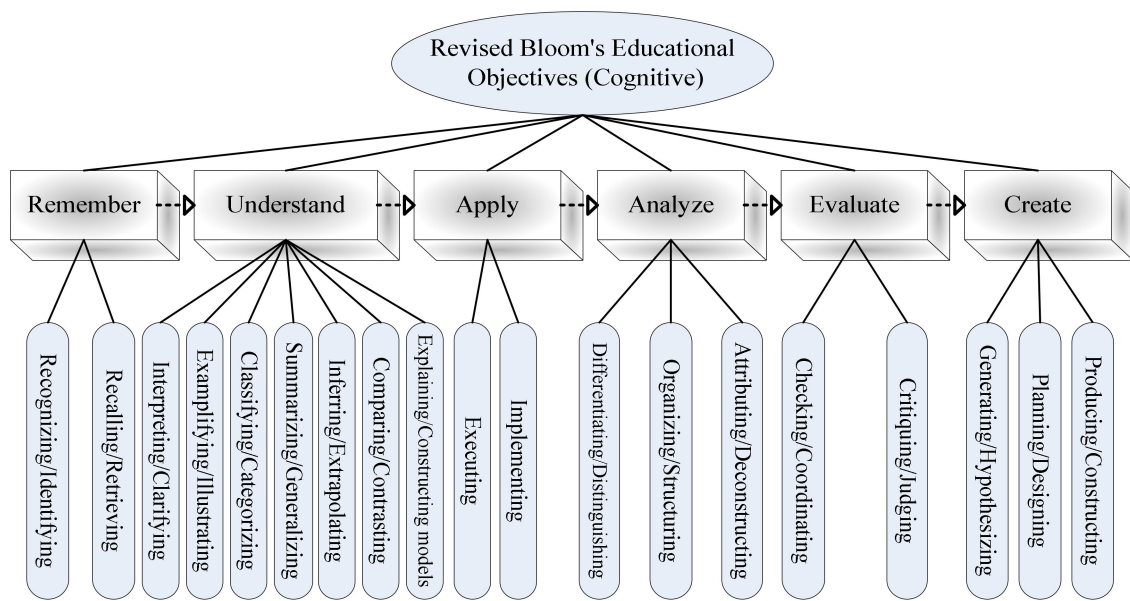 Revised Bloom's Educational
Objectives (Cognitive)
Remember
Understand
Apply
Analyze
Evaluate
Create
Recognizing/Identifying
Recalling/Retrieving
Interpreting/Clarifying
Examplifying/Illustrating
Classifying/Categorizing
Summarizing/Generalizing
Inferring/Extrapolating
Comparing/Contrasting
Explaining/Constructing models
Executing
Implementing
Differentiating/Distinguishing
Organizing/Structuring
Attributing/Deconstructing
Checking/Coordinating
Critiquing/Judging
Generating/Hypothesizing
Planning/Designing
Producing/Constructing